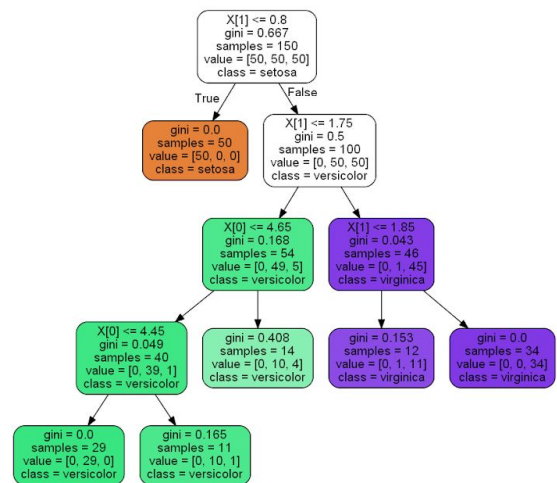 X[1] <= 0.8
gini = 0.667
samples = 150
value = [50, 50, 50]
class = setosa
True
False
gini = 0.0
samples = 50
value = [50, 0, 0]
class = setosa
X[1] <= 1.75
gini = 0.5
samples = 100
value = [0, 50, 50]
class = versicolor
X[0] <= 4.65
gini = 0.168
samples = 54
value = [0, 49, 5]
class = versicolor
X[1] <= 1.85
gini = 0.043
samples = 46
value = [0, 1, 45]
class = virginica
X[0] <= 4.45
gini = 0.049
samples = 40
value = [0, 39, 1]
class = versicolor
gini = 0.408
samples = 14
value = [0, 10, 4]
class = versicolor
gini = 0.153
samples = 12
value = [0, 1, 11]
class = virginica
gini = 0.0
samples = 34
value = [0, 0, 34]
class = virginica
gini = 0.0
samples = 29
value = [0, 29, 0]
class = versicolor
gini = 0.165
samples = 11
value = [0, 10, 1]
class = versicolor